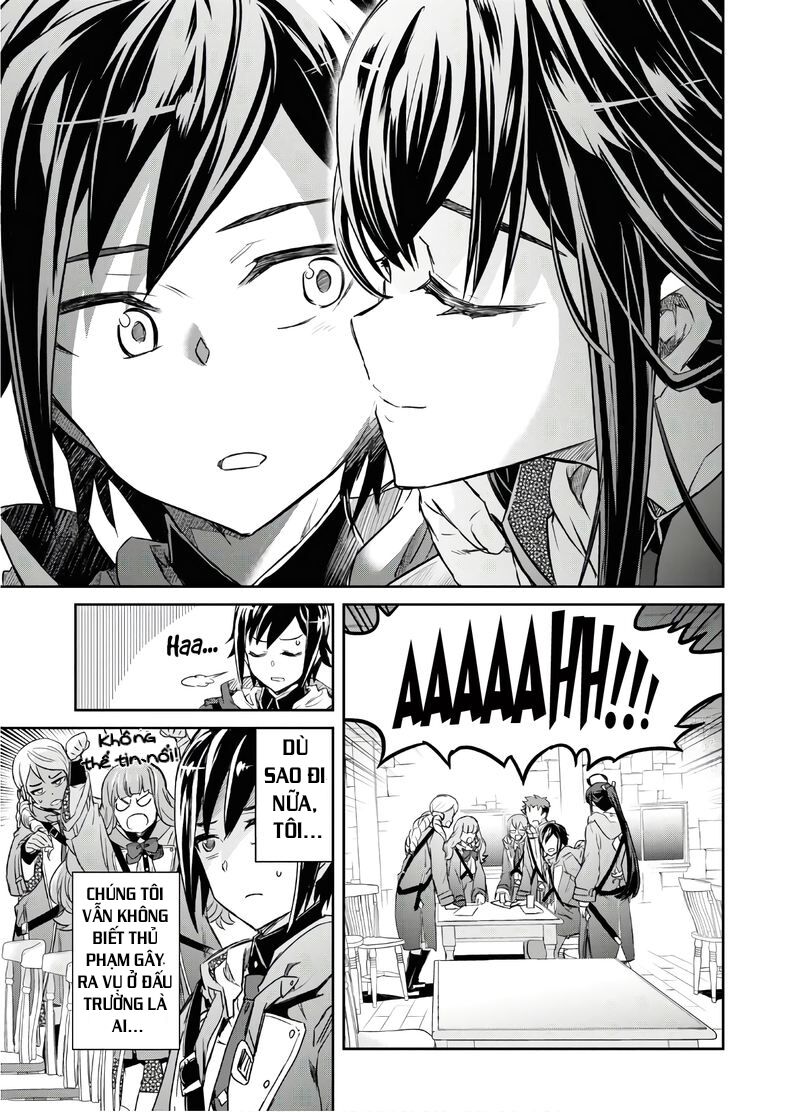 AAAAAHH!!!
Haa...
DÙ
SAO ĐI
NỮA,
TÔI...
Không
thể tin nổi!
CHÚNG TÔI
VẪN KHÔNG
BIẾT THỦ
PHẠM GÂY
RA VỤ Ở ĐẤU
TRƯỜNG LÀ
AI...